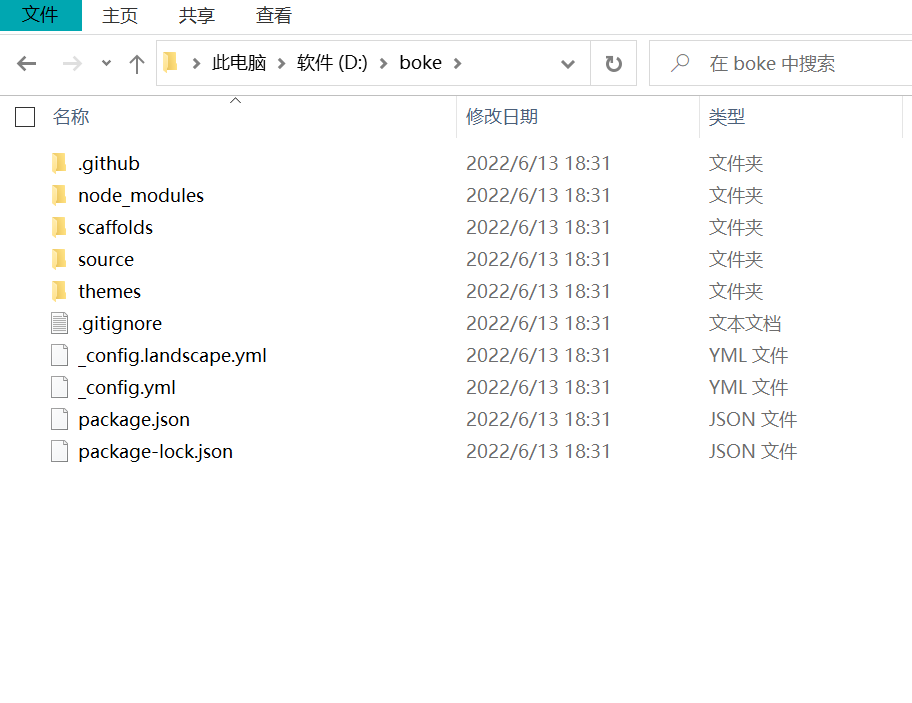 文件 主页 共享 查看
此电脑 软件 (D:) boke 在 boke 中搜索
名称 修改日期 类型
.github 2022/6/13 18:31 文件夹
node_modules 2022/6/13 18:31 文件夹
scaffolds 2022/6/13 18:31 文件夹
source 2022/6/13 18:31 文件夹
themes 2022/6/13 18:31 文件夹
.gitignore 2022/6/13 18:31 文本文档
_config.landscape.yml 2022/6/13 18:31 YML 文件
_config.yml 2022/6/13 18:31 YML 文件
package.json 2022/6/13 18:31 JSON 文件
package-lock.json 2022/6/13 18:31 JSON 文件